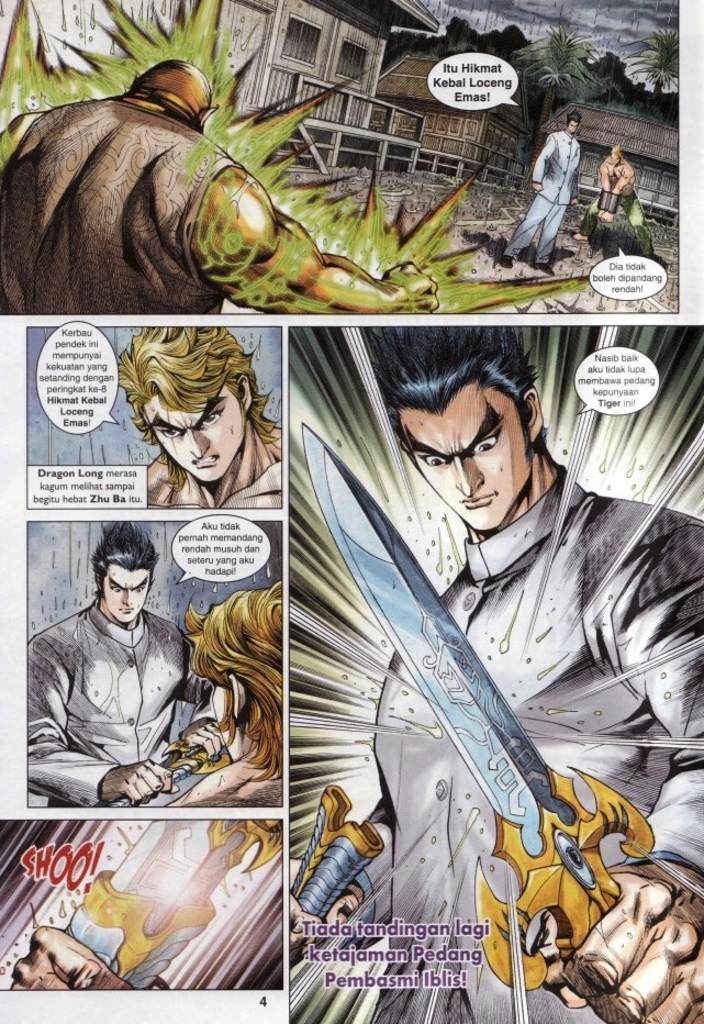 Itu Hikmat
Kebal Loceng
Emas!
Dia tidak
boleh dipandang
rendah!
Kerbau
pendek ini
mempunyai
kekuatan yang
setanding dengan
peringkat ke-8
Hikmat Kebal
Loceng
Emas!
Dragon Long merasa
kagum melihat sampai
begitu hebat Zhu Ba itu.
Aku tidak
pernah memandang
rendah musuh dan
seteru yang aku
hadapi!
SHOO!
Nasib baik
aku tidak lupa
membawa pedang
kepunyaan
Tiger ini!
Tiada tandingan lagi
ketajaman Pedang
Pembasmi Iblis!
4